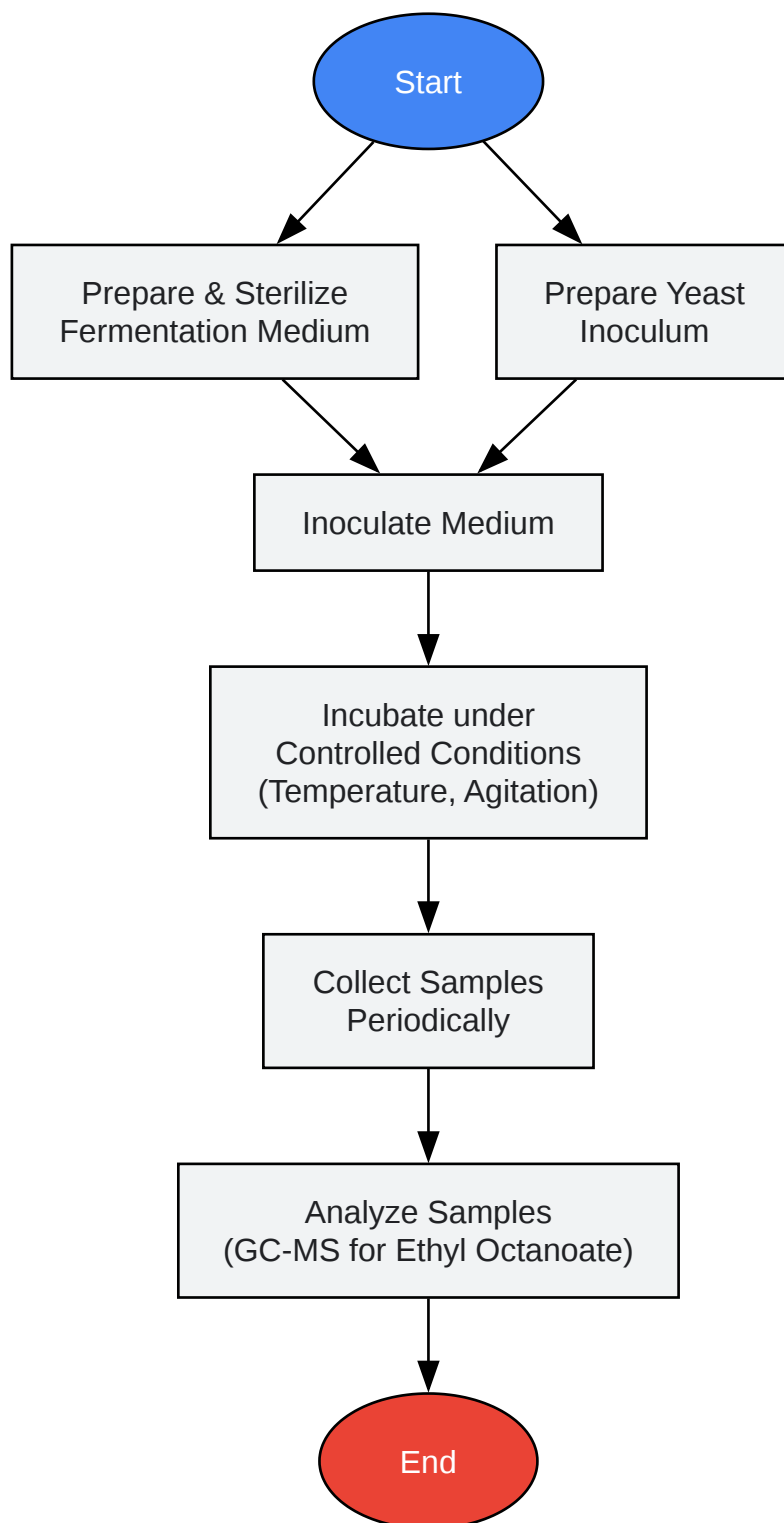 Start
Prepare & Sterilize
Fermentation Medium
Prepare Yeast
Inoculum
Inoculate Medium
Incubate under
Controlled Conditions
(Temperature, Agitation)
Collect Samples
Periodically
Analyze Samples
(GC-MS for Ethyl Octanoate)
End